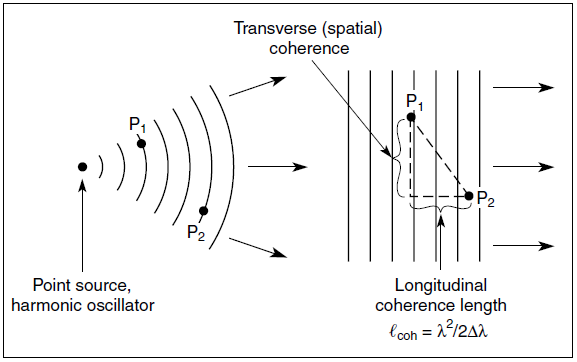 Transverse (spatial)
coherence
P₁
P₂
P₁
P₂
Point source,
harmonic oscillator
Longitudinal
coherence length
ℓcoh = λ²/2Δλ